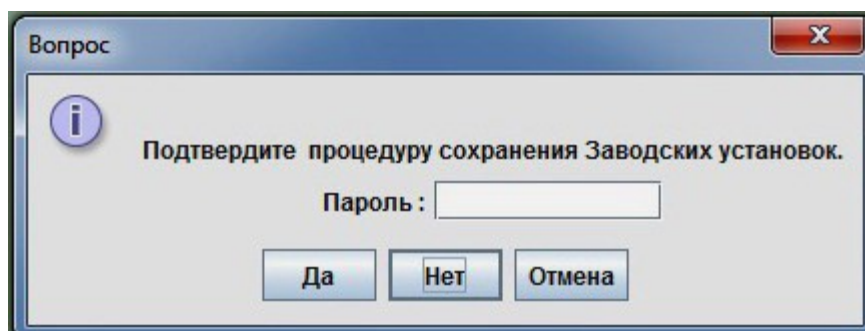 Вопрос
Подтвердите процедуру сохранения Заводских установок.
Пароль :
Да Нет Отмена